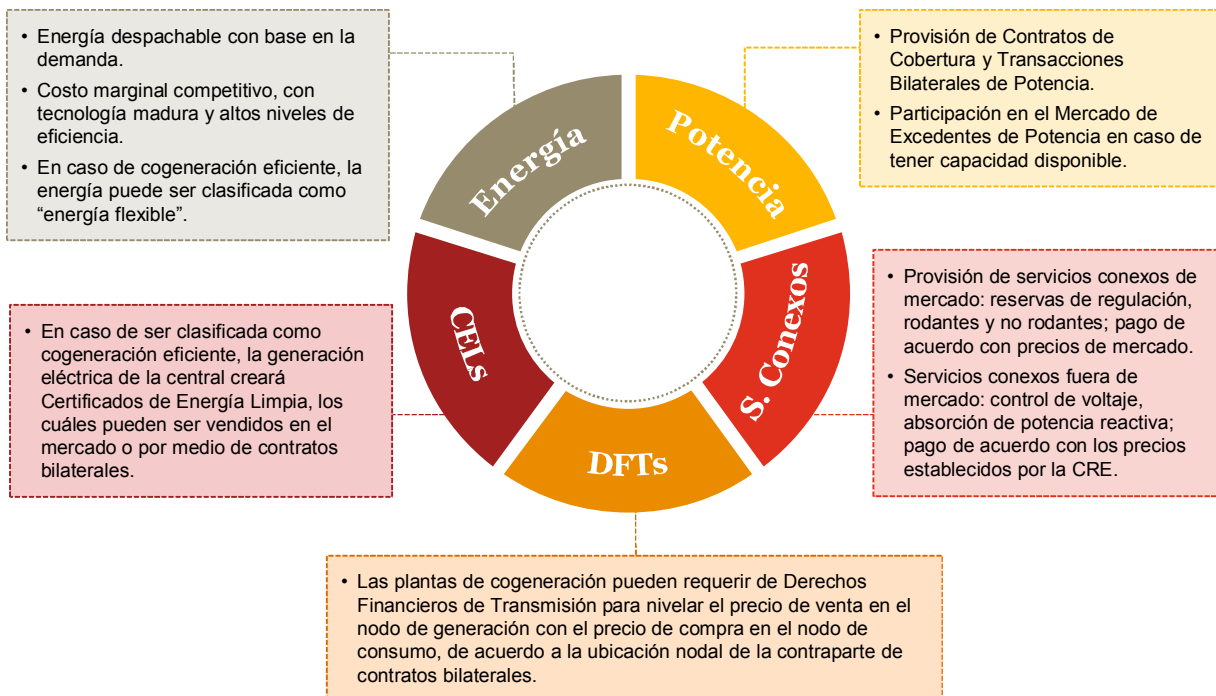 • Energía despachable con base en la
demanda.
• Costo marginal competitivo, con
tecnología madura y altos niveles de
eficiencia.
• En caso de cogeneración eficiente, la
energía puede ser clasificada como
“energía flexible”.
Energía
Potencia
• Provisión de Contratos de
Cobertura y Transacciones
Bilaterales de Potencia.
• Participación en el Mercado de
Excedentes de Potencia en caso de
tener capacidad disponible.
• En caso de ser clasificada como
cogeneración eficiente, la generación
eléctrica de la central creará
Certificados de Energía Limpia, los
cuáles pueden ser vendidos en el
mercado o por medio de contratos
bilaterales.
CELs
S. Conexos
• Provisión de servicios conexos de
mercado: reservas de regulación,
rodantes y no rodantes; pago de
acuerdo con precios de mercado.
• Servicios conexos fuera de
mercado: control de voltaje,
absorción de potencia reactiva;
pago de acuerdo con los precios
establecidos por la CRE.
DFTs
• Las plantas de cogeneración pueden requerir de Derechos
Financieros de Transmisión para nivelar el precio de venta en el
nodo de generación con el precio de compra en el nodo de
consumo, de acuerdo a la ubicación nodal de la contraparte de
contratos bilaterales.